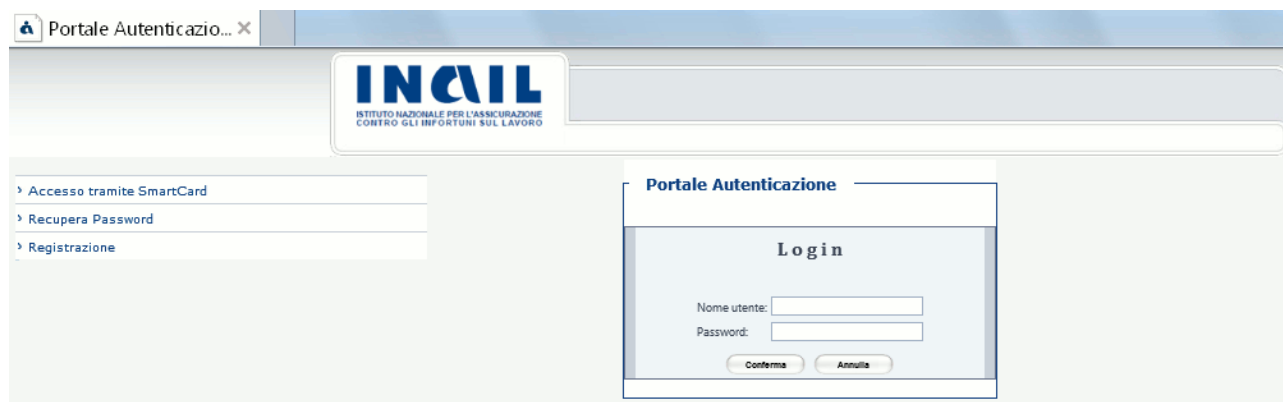 Portale Autenticazio...
INAIL
ISTITUTO NAZIONALE PER L'ASSICURAZIONE
CONTRO GLI INFORTUNI SUL LAVORO
Accesso tramite SmartCard
Recupera Password
Registrazione
Portale Autenticazione
Login
Nome utente:
Password:
Conferma Annulla